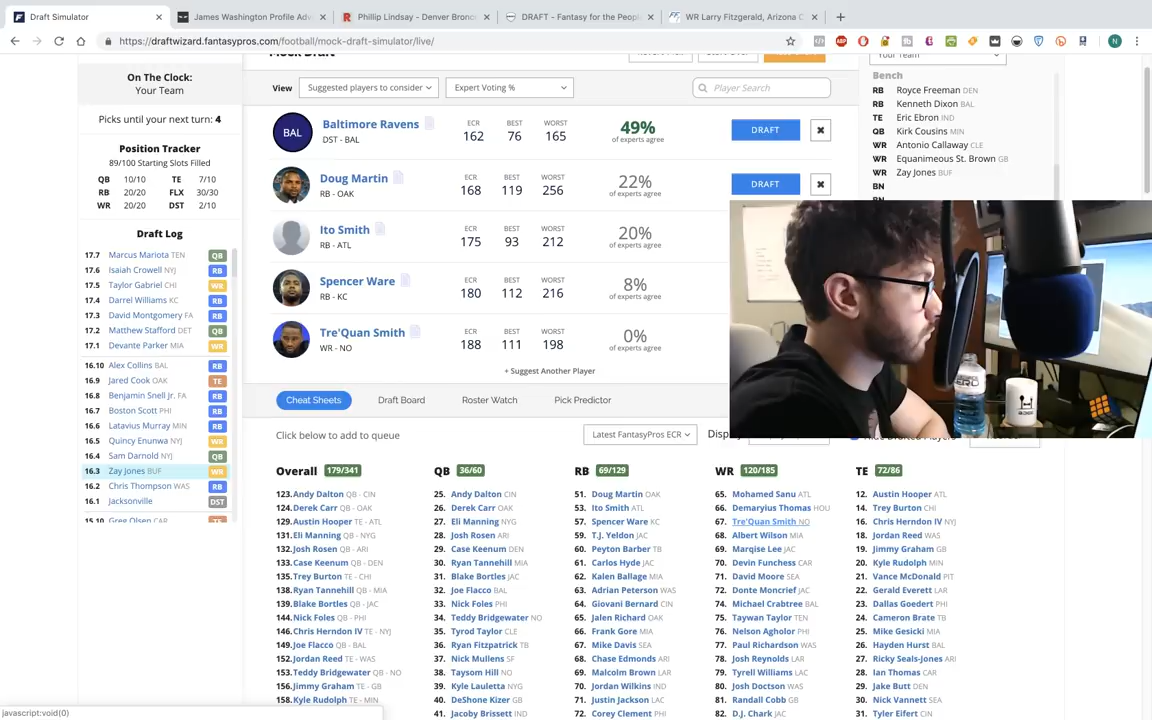 Draft Simulator
James Washington Profile Adv
Phillip Lindsay - Denver Bronc
DRAFT - Fantasy for the People
WR Larry Fitzgerald, Arizona C
https://draftwizard.fantasypros.com/football/mock-draft-simulator/live/
On The Clock:
Your Team
Picks until your next turn: 4
Position Tracker
89/100 Starting Slots Filled
QB 10/10 TE 7/10
RB 20/20 FLX 30/30
WR 20/20 DST 2/10
Draft Log
17.7 Marcus Mariota TEN QB
17.6 Isaiah Crowell NYJ RB
17.5 Taylor Gabriel CHI WR
17.4 Darrel Williams KC RB
17.3 David Montgomery FA RB
17.2 Matthew Stafford DET QB
17.1 Devante Parker MIA WR
16.10 Alex Collins BAL RB
16.9 Jared Cook OAK TE
16.8 Benjamin Snell Jr. FA RB
16.7 Boston Scott PHI RB
16.6 Latavius Murray MIN RB
16.5 Quincy Enunwa NYJ WR
16.4 Sam Darnold NYJ QB
16.3 Zay Jones BUF WR
16.2 Chris Thompson WAS RB
16.1 Jacksonville DST
15.10 Greg Olsen CAR TE
Mock Draft
View Suggested players to consider Expert Voting % Player Search
Baltimore Ravens
BAL
DST - BAL
ECR 162 BEST 76 WORST 165
49% of experts agree
DRAFT
Doug Martin
RB - OAK
ECR 168 BEST 119 WORST 256
22% of experts agree
DRAFT
Ito Smith
RB - ATL
ECR 175 BEST 93 WORST 212
20% of experts agree
Spencer Ware
RB - KC
ECR 180 BEST 112 WORST 216
8% of experts agree
Tre'Quan Smith
WR - NO
ECR 188 BEST 111 WORST 198
0% of experts agree
+ Suggest Another Player
Your Team
Bench
RB Royce Freeman DEN
RB Kenneth Dixon BAL
TE Eric Ebron IND
QB Kirk Cousins MIN
WR Antonio Callaway CLE
WR Equanimeous St. Brown GB
WR Zay Jones BUF
BN
Cheat Sheets Draft Board Roster Watch Pick Predictor
Click below to add to queue
Latest FantasyPros ECR
Overall 179/341
123. Andy Dalton QB - CIN
124. Derek Carr QB - OAK
129. Austin Hooper TE - ATL
131. Eli Manning QB - NYG
132. Josh Rosen QB - ARI
133. Case Keenum QB - DEN
135. Trey Burton TE - CHI
138. Ryan Tannehill QB - MIA
139. Blake Bortles QB - JAC
144. Nick Foles QB - PHI
146. Chris Herndon IV TE - NYJ
149. Joe Flacco QB - BAL
152. Jordan Reed TE - WAS
153. Teddy Bridgewater QB - NO
156. Jimmy Graham TE - GB
158. Kyle Rudolph TE - MIN
QB 36/60
25. Andy Dalton CIN
26. Derek Carr OAK
27. Eli Manning NYG
28. Josh Rosen ARI
29. Case Keenum DEN
30. Ryan Tannehill MIA
31. Blake Bortles JAC
32. Joe Flacco BAL
33. Nick Foles PHI
34. Teddy Bridgewater NO
35. Tyrod Taylor CLE
36. Ryan Fitzpatrick TB
37. Nick Mullens SF
38. Taysom Hill NO
39. Kyle Lauletta NYG
40. DeShone Kizer GB
41. Jacoby Brissett IND
RB 69/129
51. Doug Martin OAK
53. Ito Smith ATL
57. Spencer Ware KC
59. T.J. Yeldon JAC
60. Peyton Barber TB
61. Carlos Hyde JAC
62. Kalen Ballage MIA
63. Adrian Peterson WAS
64. Giovani Bernard CIN
65. Jalen Richard OAK
66. Frank Gore MIA
67. Mike Davis SEA
68. Chase Edmonds ARI
69. Malcolm Brown LAR
70. Jordan Wilkins IND
71. Justin Jackson LAC
72. Corey Clement PHI
WR 120/185
65. Mohamed Sanu ATL
66. Demaryius Thomas HOU
67. Tre'Quan Smith NO
68. Albert Wilson MIA
69. Marqise Lee JAC
70. Devin Funchess CAR
71. David Moore SEA
72. Donte Moncrief JAC
74. Michael Crabtree BAL
75. Taywan Taylor TEN
76. Nelson Agholor PHI
77. Paul Richardson WAS
78. Josh Reynolds LAR
79. Tyrell Williams LAC
80. Josh Doctson WAS
81. Randall Cobb GB
82. D.J. Chark JAC
TE 72/86
12. Austin Hooper ATL
14. Trey Burton CHI
16. Chris Herndon IV NYJ
18. Jordan Reed WAS
19. Jimmy Graham GB
20. Kyle Rudolph MIN
21. Vance McDonald PIT
22. Gerald Everett LAR
23. Dallas Goedert PHI
24. Cameron Brate TB
25. Mike Gesicki MIA
26. Hayden Hurst BAL
27. Ricky Seals-Jones ARI
28. Ian Thomas CAR
29. Jake Butt DEN
30. Nick Vannett SEA
31. Tyler Eifert CIN
javascript:void(0)